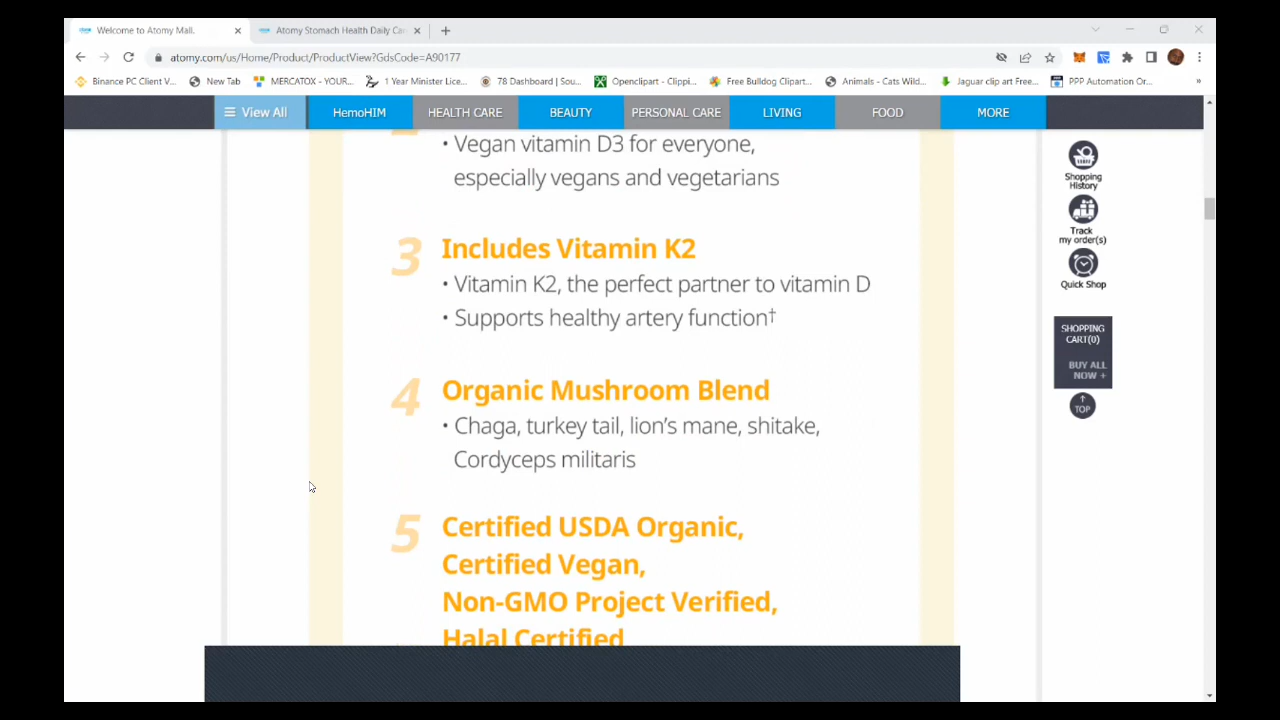 Welcome to Atomy Mall.
Atomy Stomach Health Daily Car
atomy.com/us/Home/Product/ProductView?GdsCode=A90177
Binance PC Client V...
New Tab
MERCATOX - YOUR...
1 Year Minister Lice...
78 Dashboard | Sou...
Openclipart - Clippi...
Free Bulldog Clipart...
Animals - Cats Wild...
Jaguar clip art Free...
PPP Automation Or...
View All
HemoHIM
HEALTH CARE
BEAUTY
PERSONAL CARE
LIVING
FOOD
MORE
• Vegan vitamin D3 for everyone,
especially vegans and vegetarians
3 Includes Vitamin K2
• Vitamin K2, the perfect partner to vitamin D
• Supports healthy artery function†
4 Organic Mushroom Blend
• Chaga, turkey tail, lion's mane, shitake,
Cordyceps militaris
5 Certified USDA Organic,
Certified Vegan,
Non-GMO Project Verified,
Halal Certified
Shopping
History
Track
my order(s)
Quick Shop
SHOPPING
CART(0)
BUY ALL
NOW +
TOP